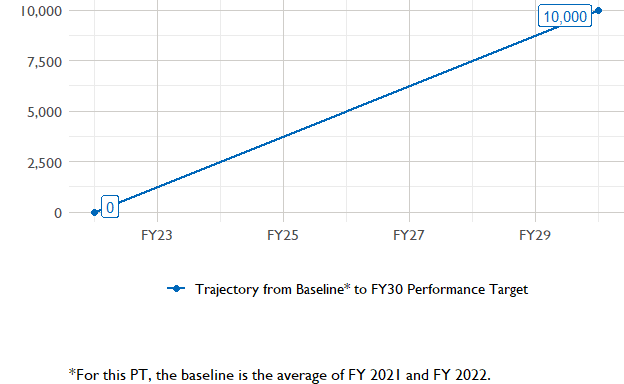 10,000
10,000
7,500
5,000
2,500
0
0
FY23 FY25 FY27 FY29
Trajectory from Baseline* to FY30 Performance Target
*For this PT, the baseline is the average of FY 2021 and FY 2022.